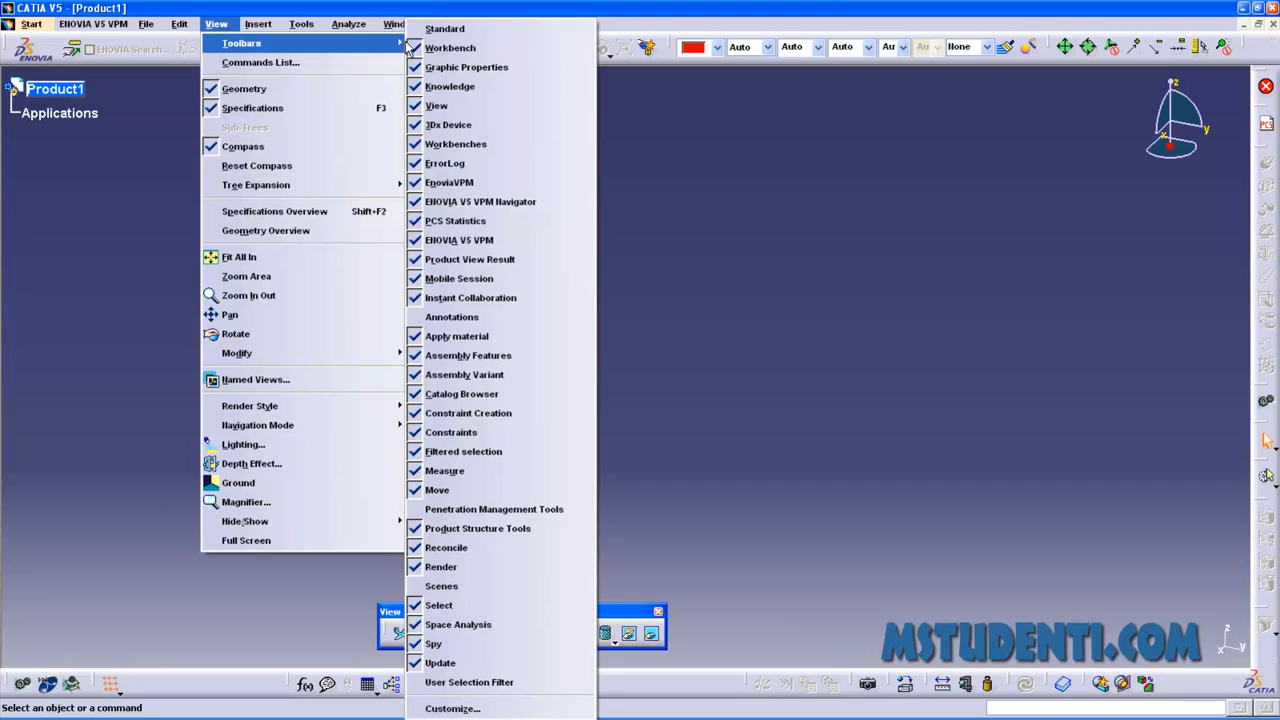 CATIA V5 - [Product1]
Start ENOVIA V5 VPM File Edit View Insert Tools Analyze
ENOVIA
Auto Auto Auto Au Au None
Product1
Applications
Toolbars
Commands List...
Geometry
Specifications F3
Sub-Trees
Compass
Reset Compass
Tree Expansion
Specifications Overview Shift+F2
Geometry Overview
Fit All In
Zoom Area
Zoom In Out
Pan
Rotate
Modify
Named Views...
Render Style
Navigation Mode
Lighting...
Depth Effect...
Ground
Magnifier...
Hide/Show
Full Screen
Standard
Workbench
Graphic Properties
Knowledge
View
3Dx Device
Workbenches
ErrorLog
EnoviaVPM
ENOVIA V5 VPM Navigator
PCS Statistics
ENOVIA V5 VPM
Product View Result
Mobile Session
Instant Collaboration
Annotations
Apply material
Assembly Features
Assembly Variant
Catalog Browser
Constraint Creation
Constraints
Filtered selection
Measure
Move
Penetration Management Tools
Product Structure Tools
Reconcile
Render
Scenes
Select
Space Analysis
Spy
Update
User Selection Filter
Customize...
z
y
x
PCS
View
MSTUDENTI.COM
z
x y
f(x)
CATIA
Select an object or a command